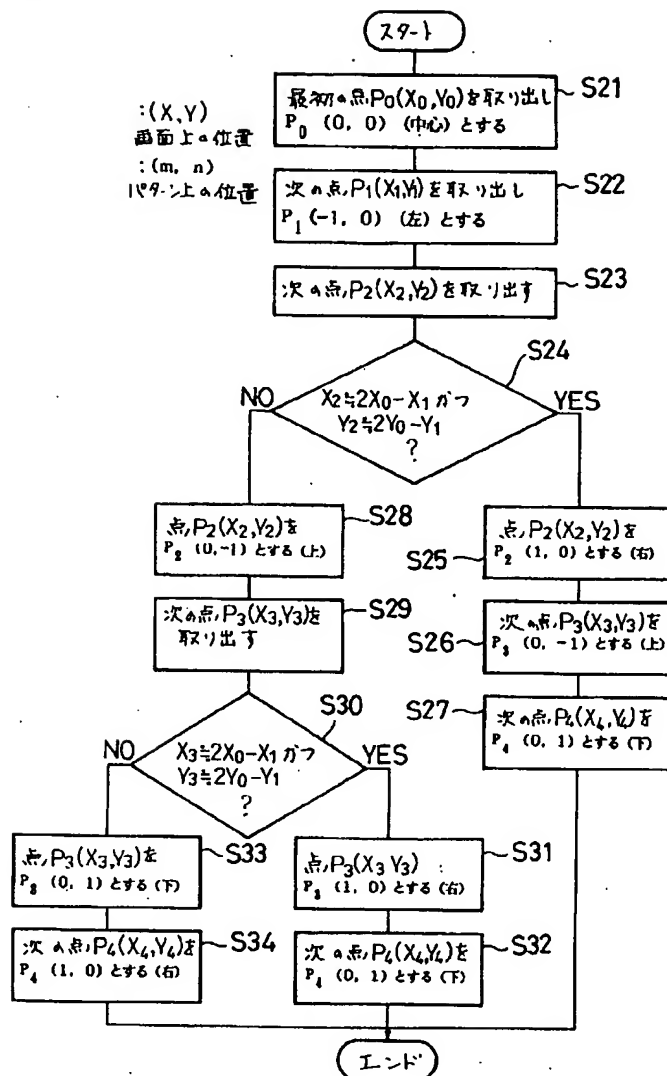 スタート
最初の点P0(X0,Y0)を取り出し
P0 (0, 0) (中心)とする
S21
:(X,Y)
画面上の位置
:(m, n)
パターン上の位置
次の点P1(X1,Y1)を取り出し
P1 (-1, 0) (左)とする
S22
次の点P2(X2,Y2)を取り出す
S23
S24
X2≒2X0-X1かつ
Y2≒2Y0-Y1
?
NO
YES
点P2(X2,Y2)を
P2 (0,-1)とする(上)
S28
次の点P3(X3,Y3)を
取り出す
S29
点P2(X2,Y2)を
P2 (1, 0)とする(右)
S25
次の点P3(X3,Y3)を
P3 (0, -1)とする(上)
S26
次の点P4(X4,Y4)を
P4 (0, 1)とする(下)
S27
S30
X3≒2X0-X1かつ
Y3≒2Y0-Y1
?
NO
YES
点P3(X3,Y3)を
P3 (0, 1)とする(下)
S33
次の点P4(X4,Y4)を
P4 (1, 0)とする(右)
S34
点P3(X3 Y3)
P3 (1, 0)とする(右)
S31
次の点P4(X4,Y4)を
P4 (0, 1)とする(下)
S32
エンド